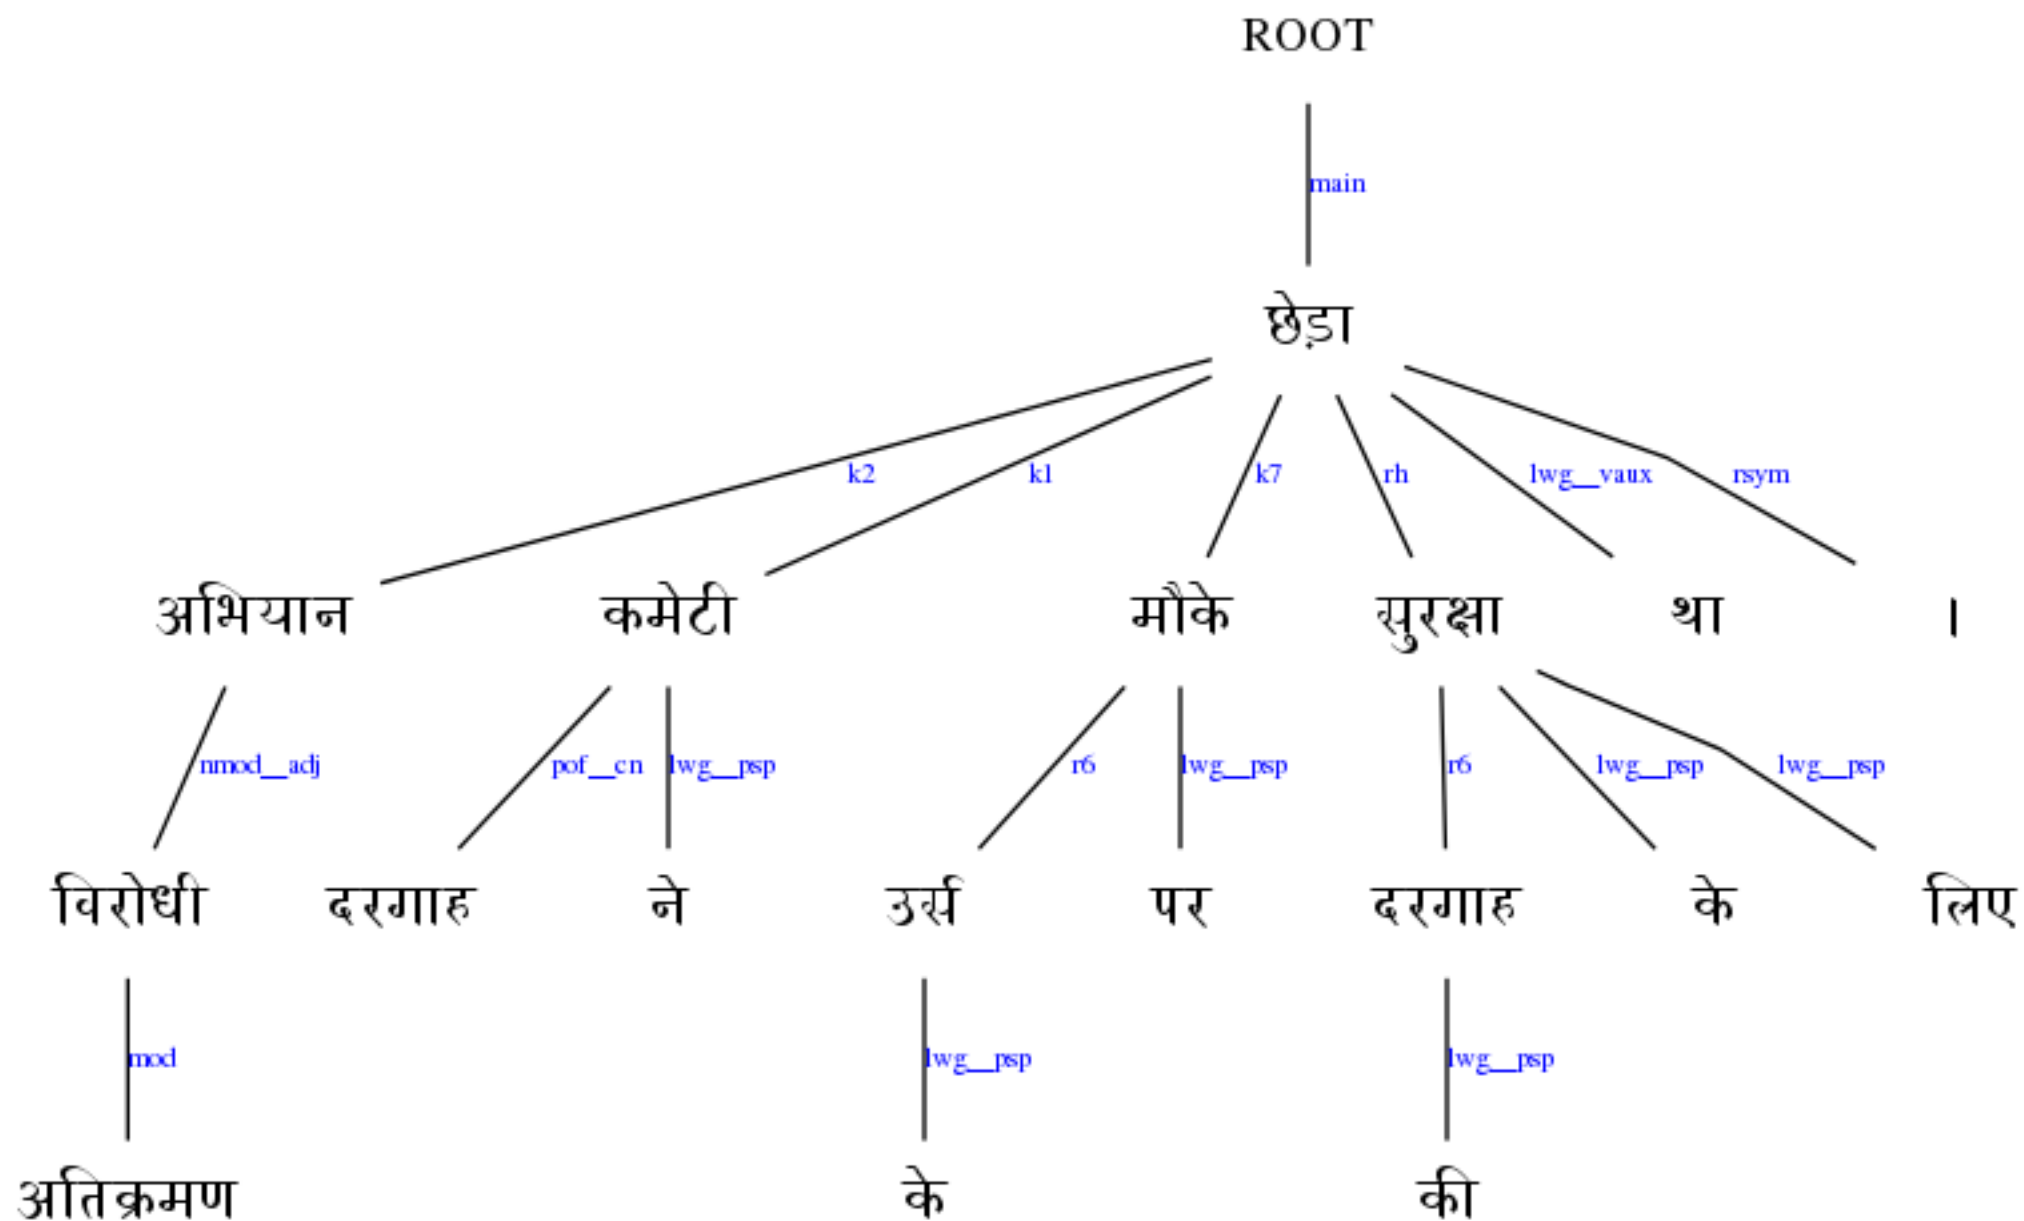 ROOT
main
छेड़ा
k2 k1 k7 rh lwg__vaux rsym
अभियान कमेटी मौके सुरक्षा था ।
nmod__adj pof__cn lwg__psp r6 lwg__psp r6 lwg__psp lwg__psp
विरोधी दरगाह ने उर्स पर दरगाह के लिए
mod lwg__psp lwg__psp
अतिक्रमण के की